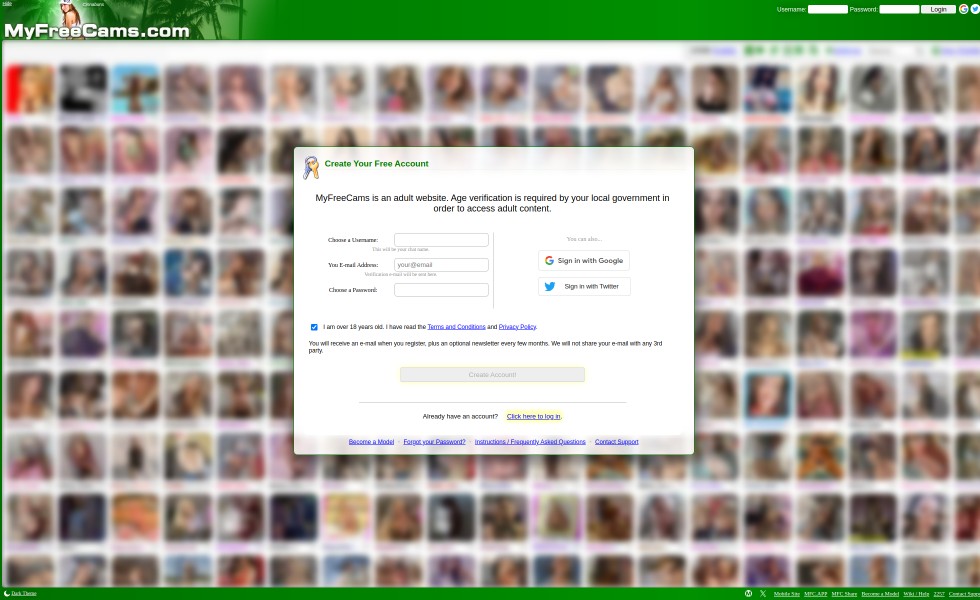 MyFreeCams.com
Username:
Password:
Login
Create Your Free Account
MyFreeCams is an adult website. Age verification is required by your local government in
order to access adult content.
Choose a Username:
This will be your chat name.
You E-mail Address:
your@email
Verification e-mail will be sent here.
Choose a Password:
You can also...
Sign in with Google
Sign in with Twitter
I am over 18 years old. I have read the Terms and Conditions and Privacy Policy.
You will receive an e-mail when you register, plus an optional newsletter every few months. We will not share your e-mail with any 3rd
party.
Create Account!
Already have an account? Click here to log in.
Become a Model - Forgot your Password? - Instructions / Frequently Asked Questions - Contact Support
Dark Theme
Mobile Site MFC.APP MFC Share Become a Model Wiki / Help 2257 Contact